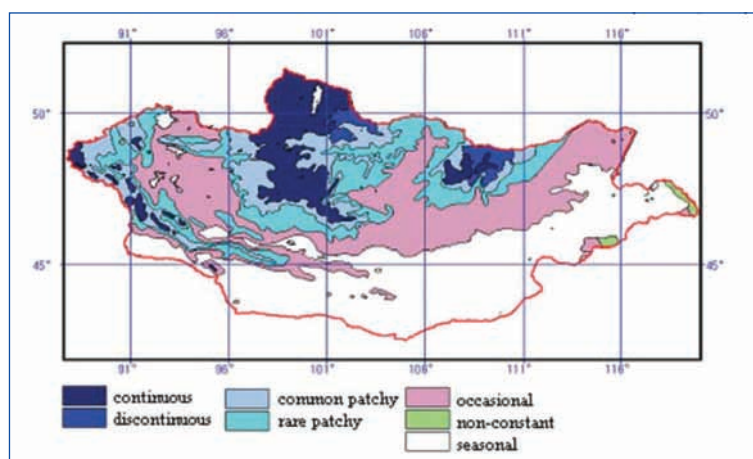 91° 96° 101° 106° 111° 116°
50° 50°
45° 45°
91° 96° 101° 106° 111° 116°
continuous common patchy occasional
discontinuous rare patchy non-constant
seasonal